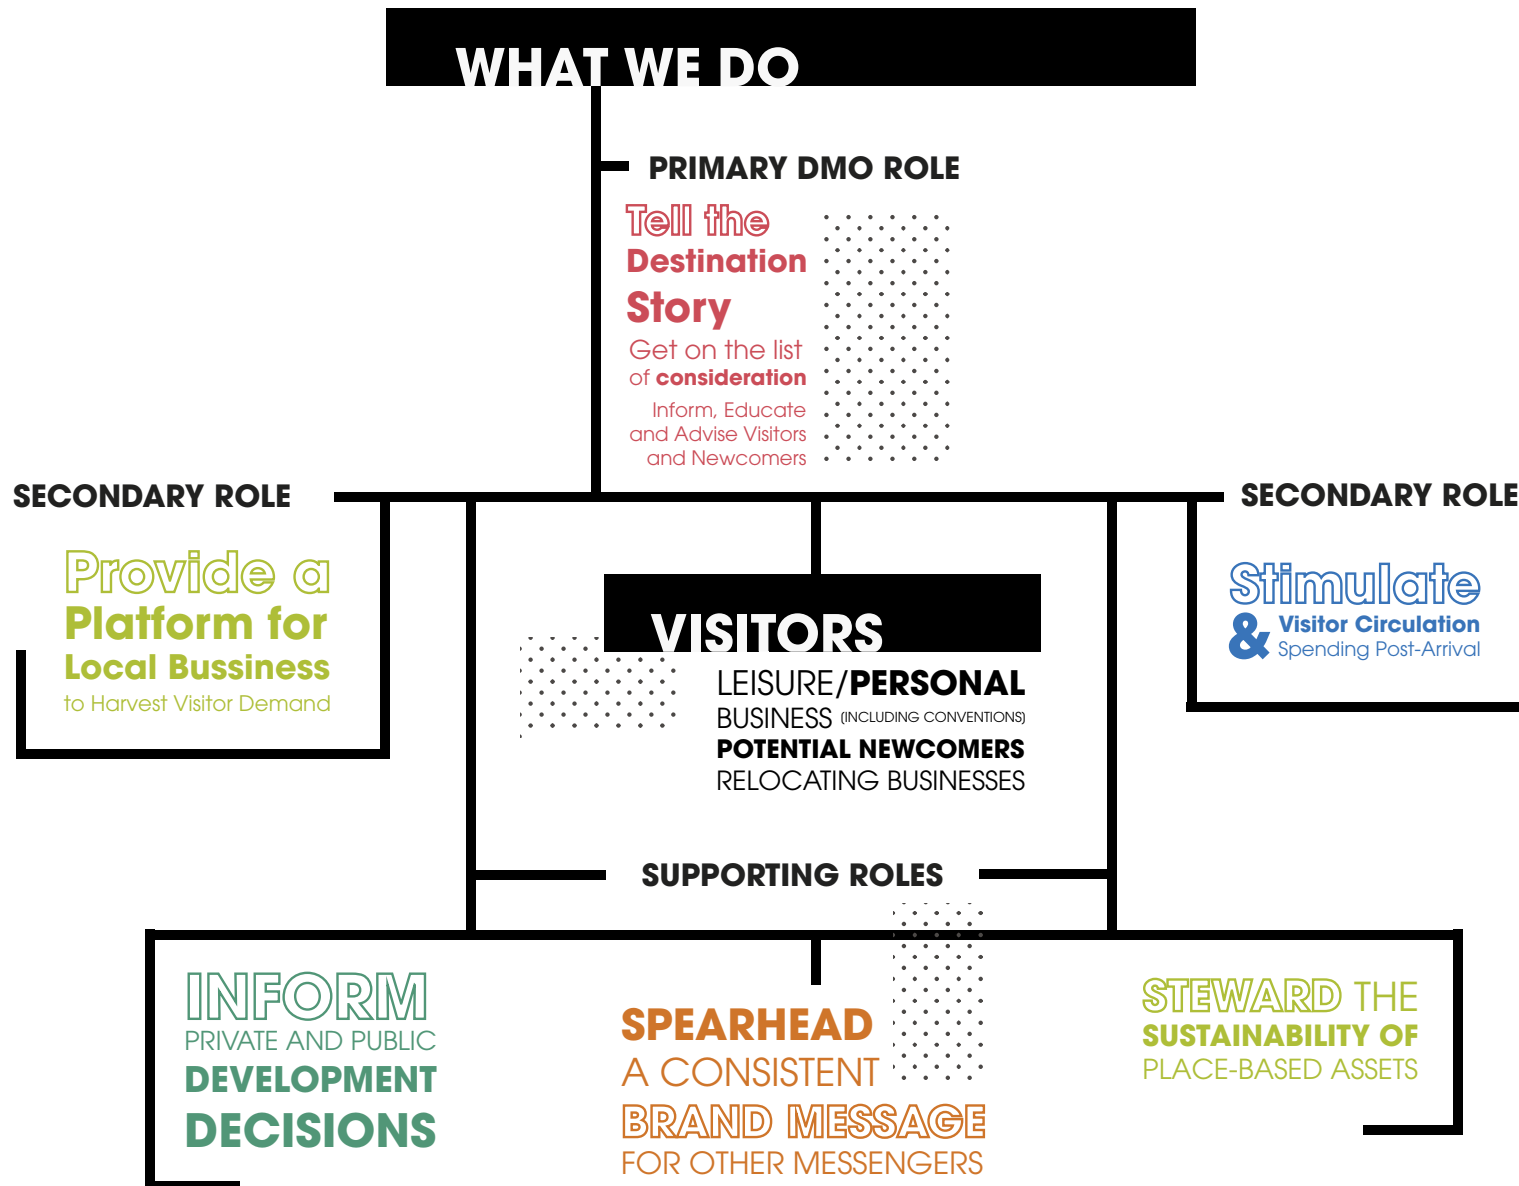 WHAT WE DO
PRIMARY DMO ROLE
Tell the
Destination
Story
Get on the list
of consideration
Inform, Educate
and Advise Visitors
and Newcomers
SECONDARY ROLE
Provide a
Platform for
Local Bussiness
to Harvest Visitor Demand
SECONDARY ROLE
Stimulate
& Visitor Circulation
Spending Post-Arrival
VISITORS
LEISURE/PERSONAL
BUSINESS (INCLUDING CONVENTIONS)
POTENTIAL NEWCOMERS
RELOCATING BUSINESSES
SUPPORTING ROLES
INFORM
PRIVATE AND PUBLIC
DEVELOPMENT
DECISIONS
SPEARHEAD
A CONSISTENT
BRAND MESSAGE
FOR OTHER MESSENGERS
STEWARD THE
SUSTAINABILITY OF
PLACE-BASED ASSETS